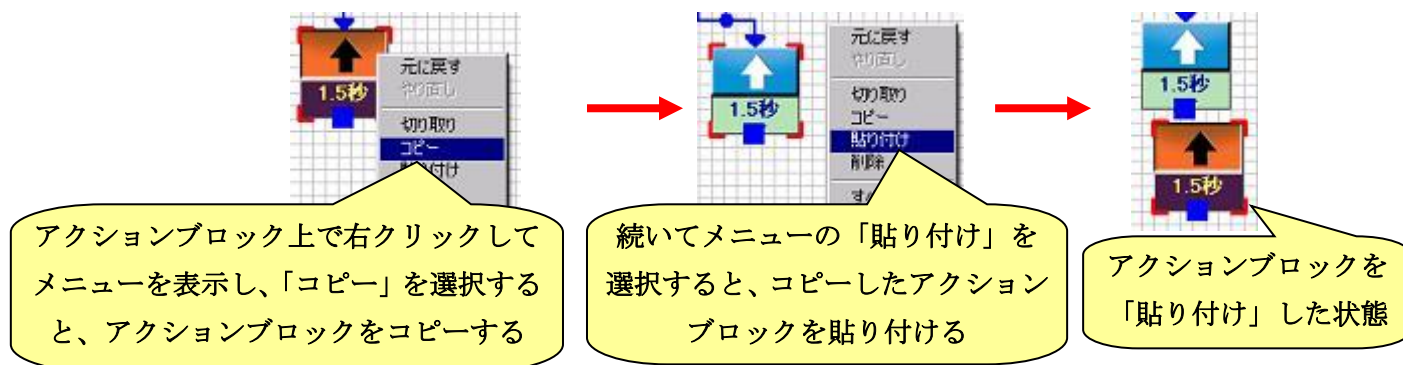 元に戻す
やり直し
1.5秒
切り取り
コピー
アクションブロック上で右クリックして
メニューを表示し、「コピー」を選択する
と、アクションブロックをコピーする
元に戻す
やり直し
1.5秒
切り取り
コピー
貼り付け
削除
続いてメニューの「貼り付け」を
選択すると、コピーしたアクション
ブロックを貼り付ける
1.5秒
1.5秒
アクションブロックを
「貼り付け」した状態